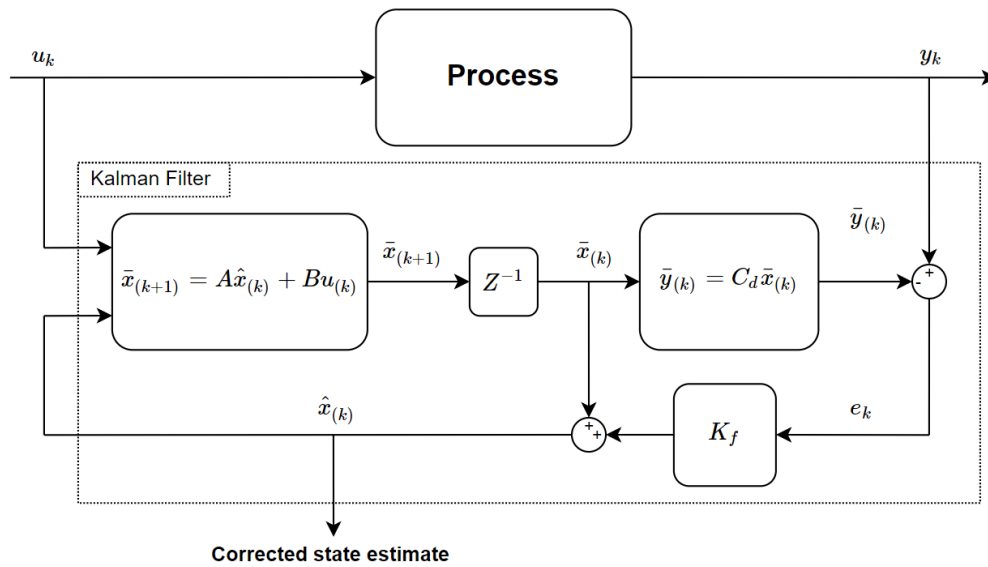 u_k
Process
y_k
Kalman Filter
x̄_(k+1) = Ax̂_(k) + Bu_(k)
x̄_(k+1)
Z^−1
x̄_(k)
ȳ_(k) = C_d x̄_(k)
ȳ_(k)
+
-
x̂_(k)
+
+
K_f
e_k
Corrected state estimate